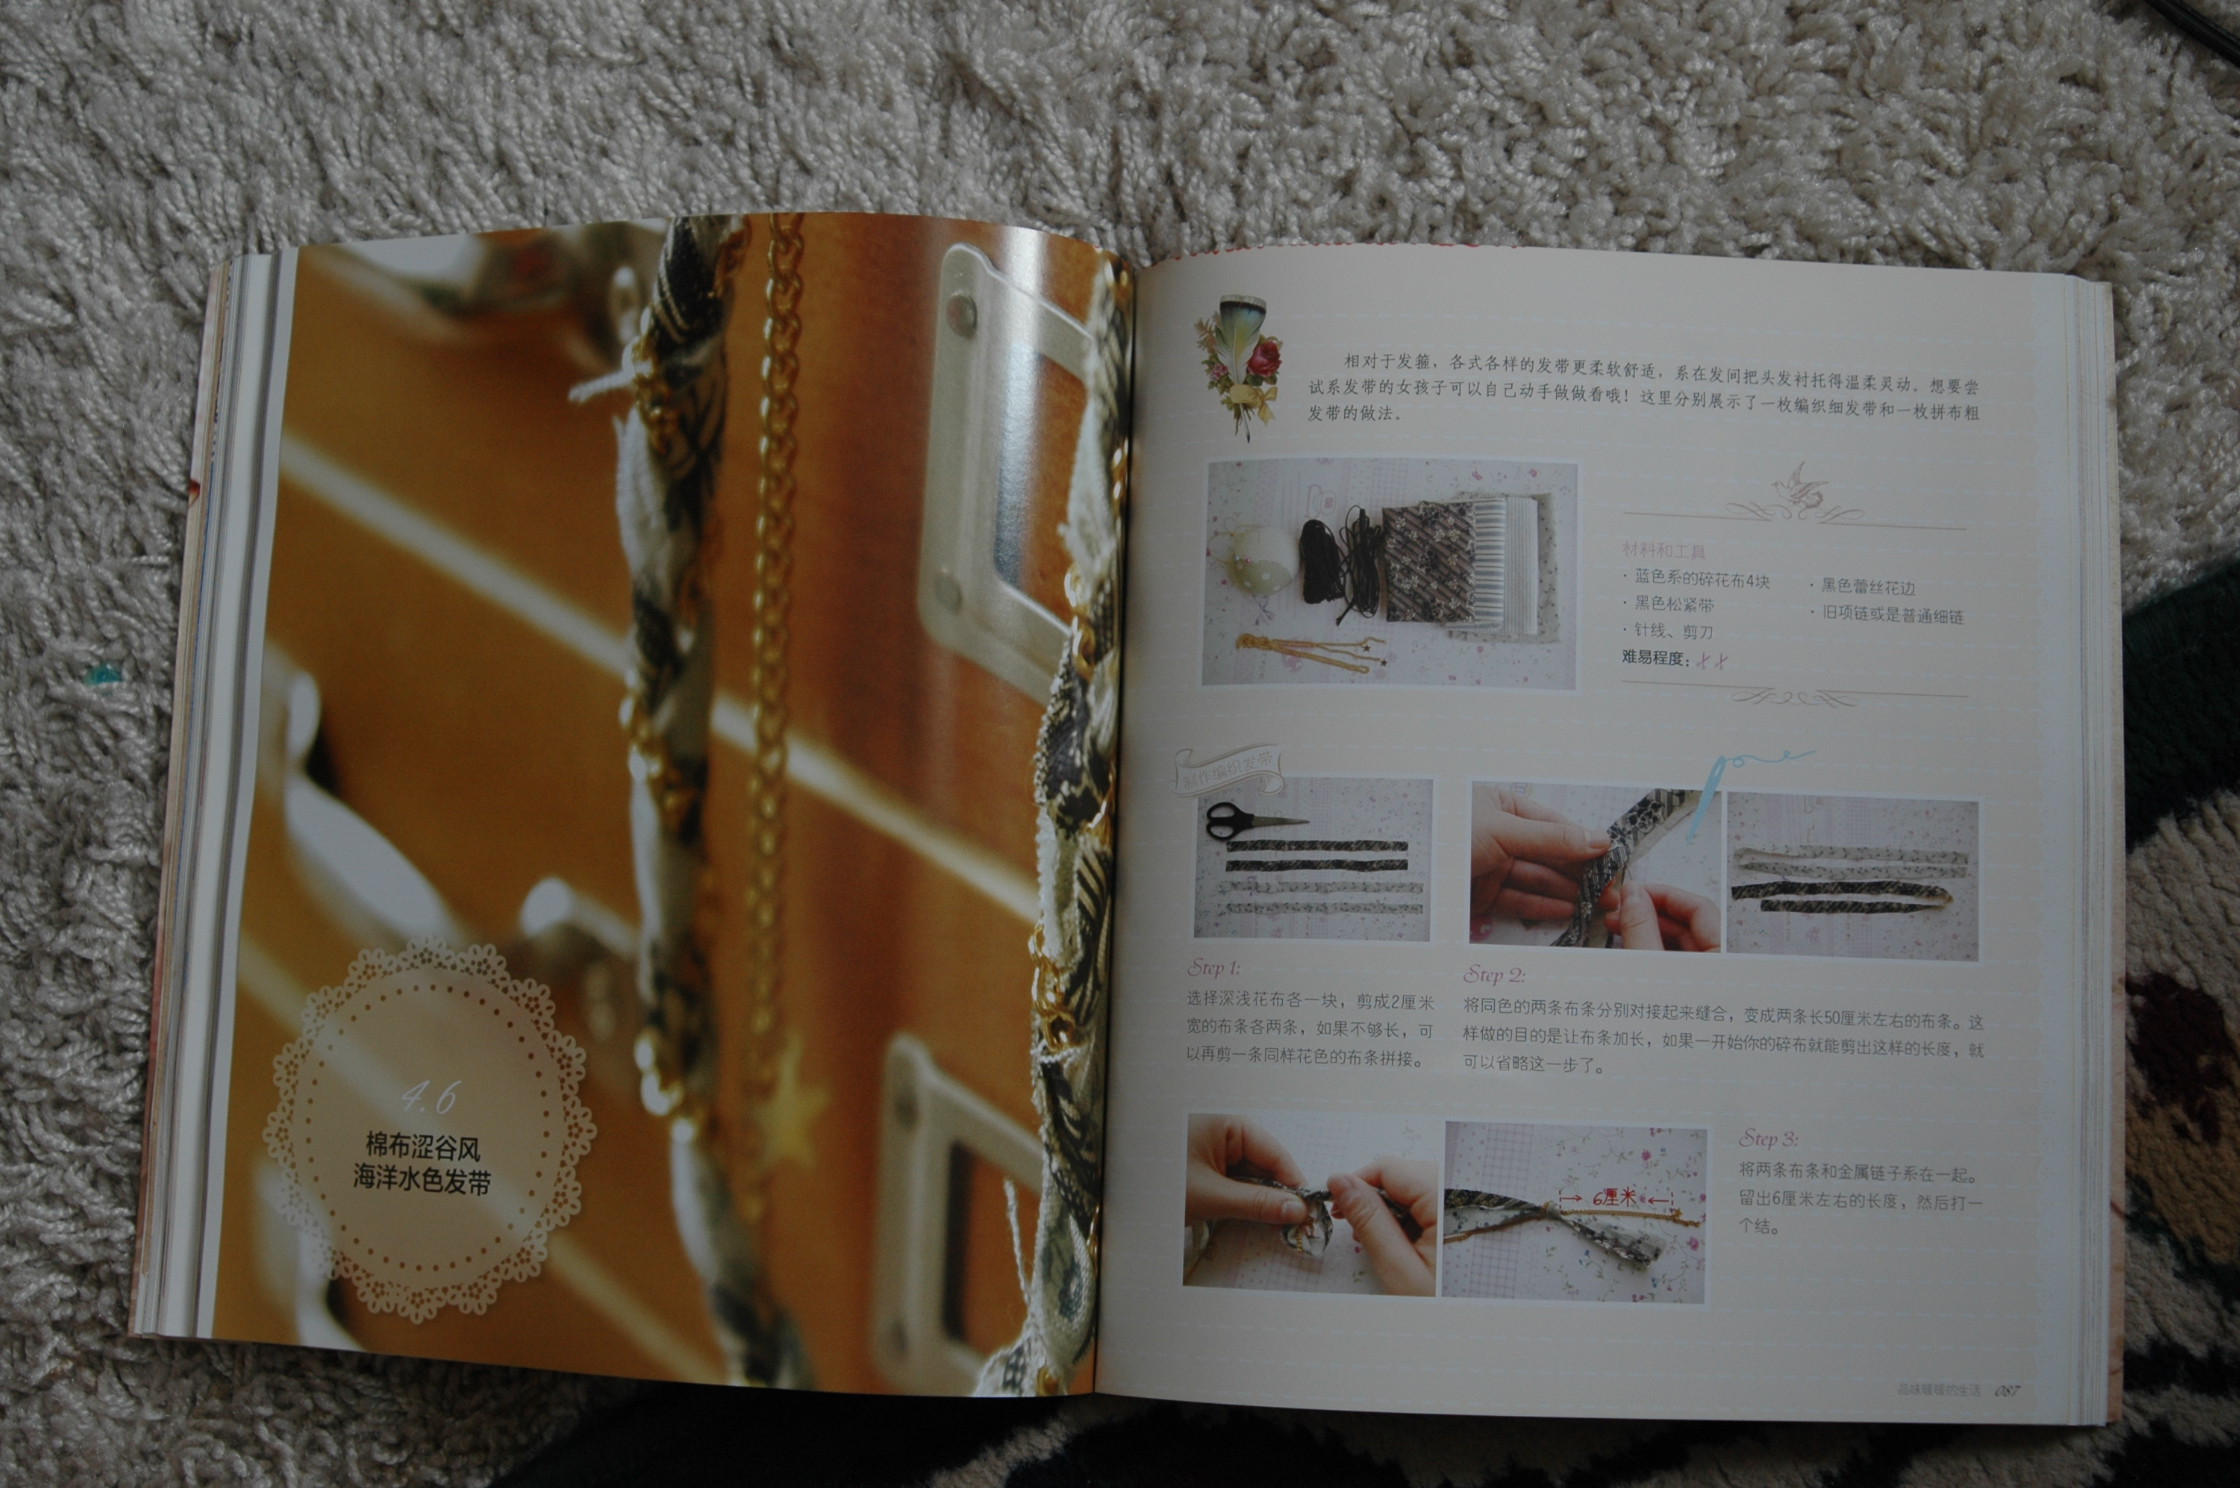 4.6
棉布涩谷风
海洋水色发带
相对于发箍，各式各样的发带更柔软舒适，系在发间把头发衬托得温柔灵动。想要尝
试系发带的女孩子可以自己动手做做看哦！这里分别展示了一枚编织细发带和一枚拼布粗
发带的做法。
材料和工具
· 蓝色系的碎花布4块
· 黑色松紧带
· 针线、剪刀
· 黑色蕾丝花边
· 旧项链或是普通细链
难易程度：
制作编织发带
Step 1:
选择深浅花布各一块，剪成2厘米
宽的布条各两条，如果不够长，可
以再剪一条同样花色的布条拼接。
Step 2:
将同色的两条布条分别对接起来缝合，变成两条长50厘米左右的布条。这
样做的目的是让布条加长，如果一开始你的碎布就能剪出这样的长度，就
可以省略这一步了。
6厘米
Step 3:
将两条布条和金属链子系在一起。
留出6厘米左右的长度，然后打一
个结。
品味暖暖的生活 087